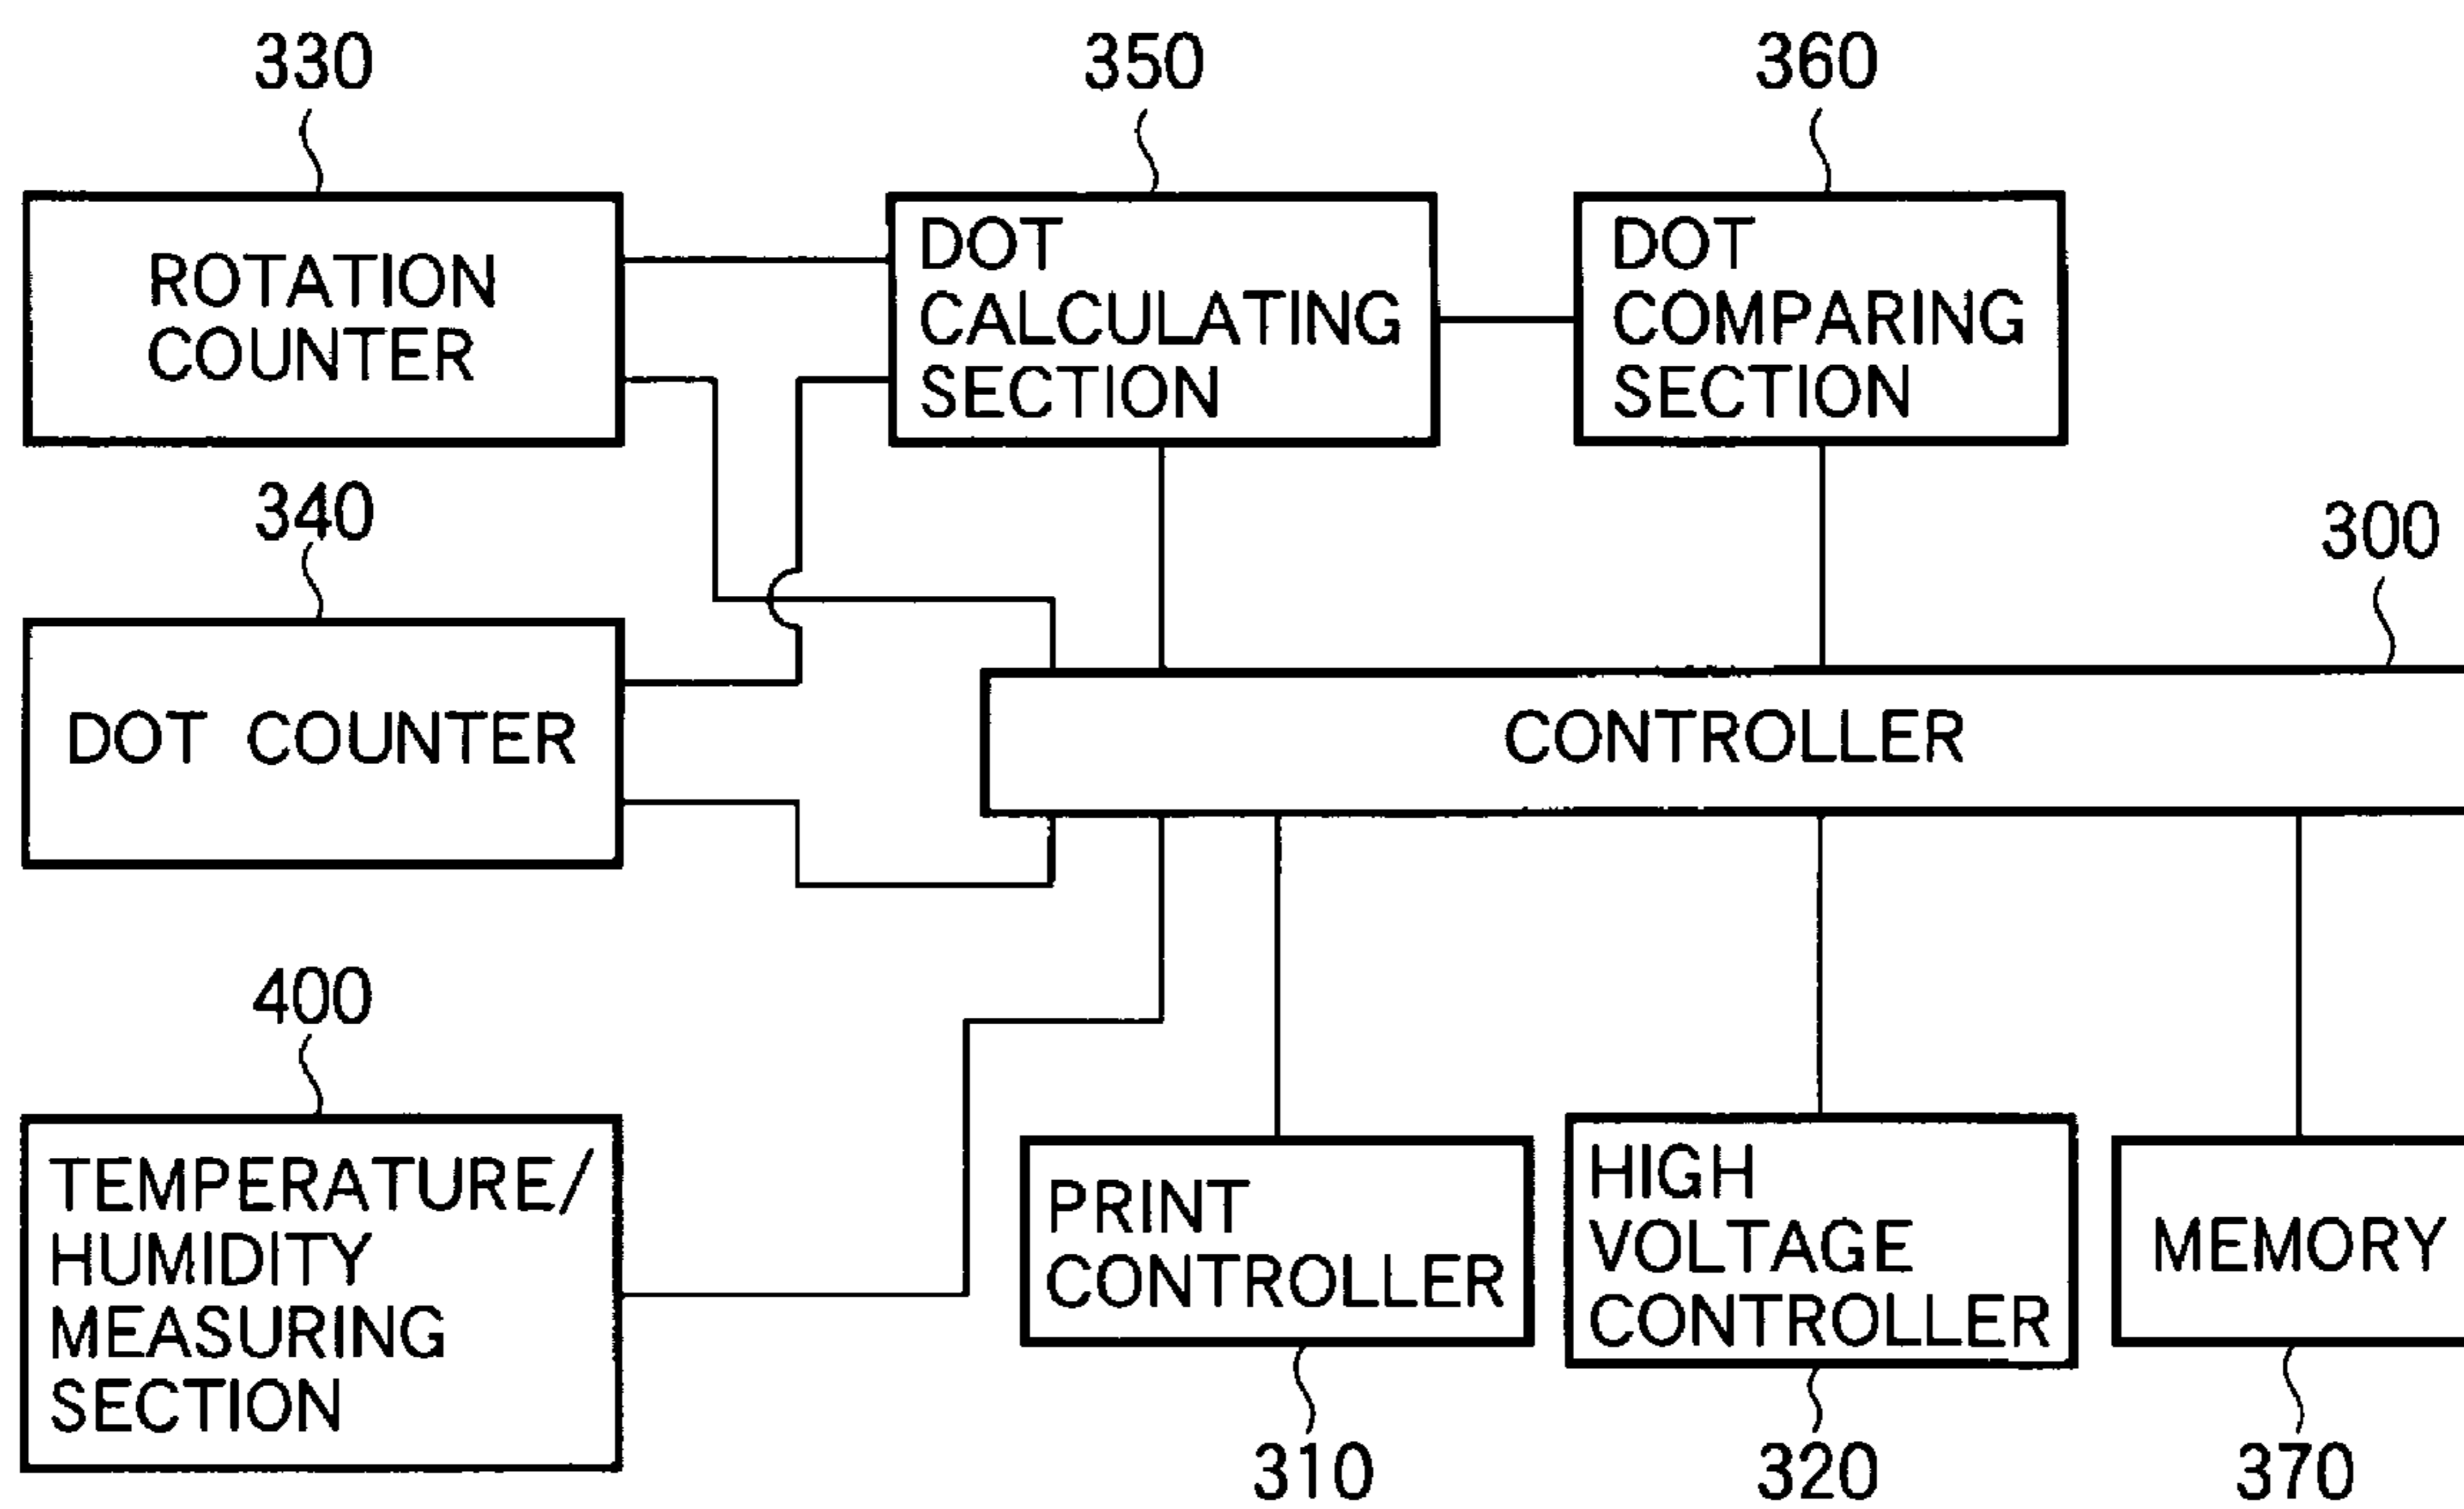 330
350
360
ROTATION
COUNTER
DOT
CALCULATING
SECTION
DOT
COMPARING
SECTION
340
300
DOT COUNTER
CONTROLLER
400
TEMPERATURE/
HUMIDITY
MEASURING
SECTION
PRINT
CONTROLLER
HIGH
VOLTAGE
CONTROLLER
MEMORY
310
320
370